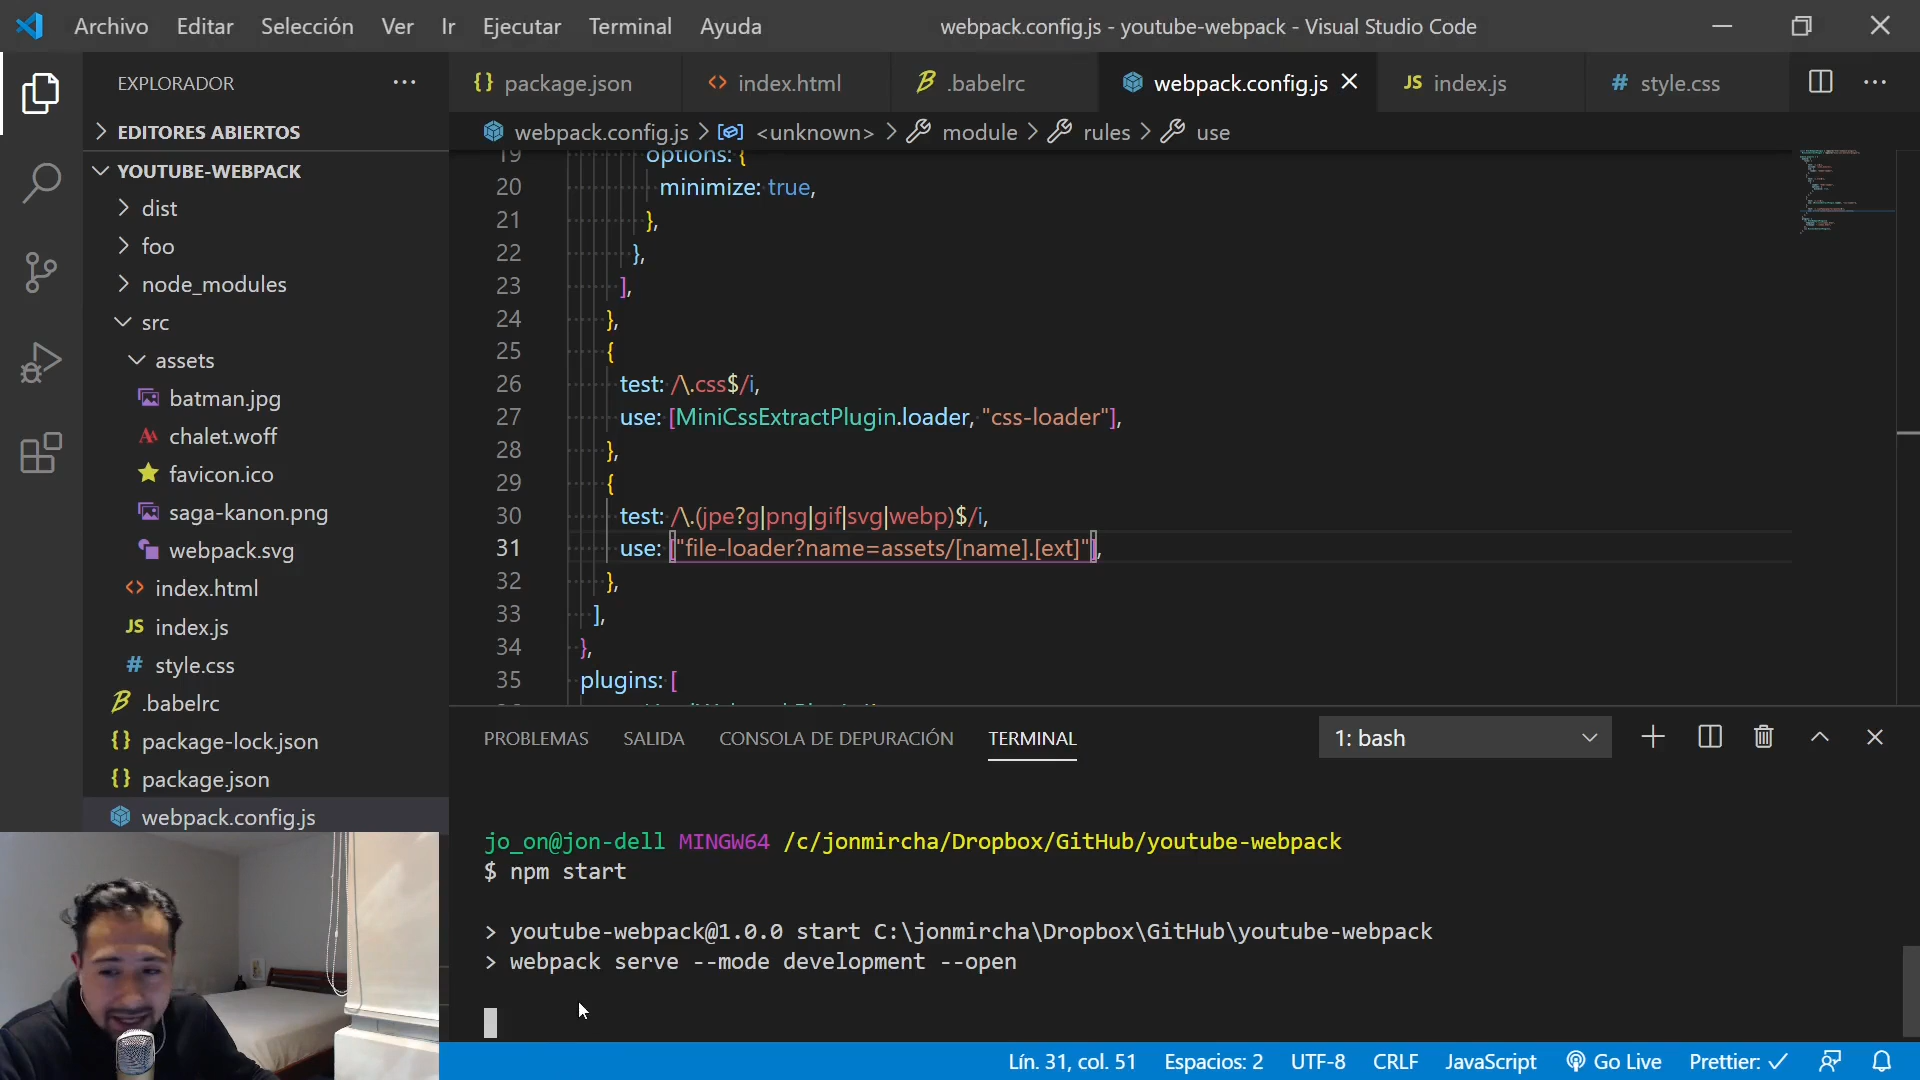 Archivo Editar Selección Ver Ir Ejecutar Terminal Ayuda webpack.config.js - youtube-webpack - Visual Studio Code
EXPLORADOR
EDITORES ABIERTOS
YOUTUBE-WEBPACK
dist
foo
node_modules
src
assets
batman.jpg
chalet.woff
favicon.ico
saga-kanon.png
webpack.svg
index.html
index.js
style.css
.babelrc
package-lock.json
package.json
webpack.config.js
package.json index.html .babelrc webpack.config.js index.js style.css
webpack.config.js > <unknown> > module > rules > use
19 options: {
20 minimize: true,
21 },
22 },
23 ],
24 },
25 {
26 test: /\.css$/i,
27 use: [MiniCssExtractPlugin.loader, "css-loader"],
28 },
29 {
30 test: /\.(jpe?g|png|gif|svg|webp)$/i,
31 use: ["file-loader?name=assets/[name].[ext]"],
32 },
33 ],
34 },
35 plugins: [
PROBLEMAS SALIDA CONSOLA DE DEPURACIÓN TERMINAL 1: bash
jo_on@jon-dell MINGW64 /c/jonmircha/Dropbox/GitHub/youtube-webpack
$ npm start
> youtube-webpack@1.0.0 start C:\jonmircha\Dropbox\GitHub\youtube-webpack
> webpack serve --mode development --open
Lín. 31, col. 51 Espacios: 2 UTF-8 CRLF JavaScript Go Live Prettier: ✓